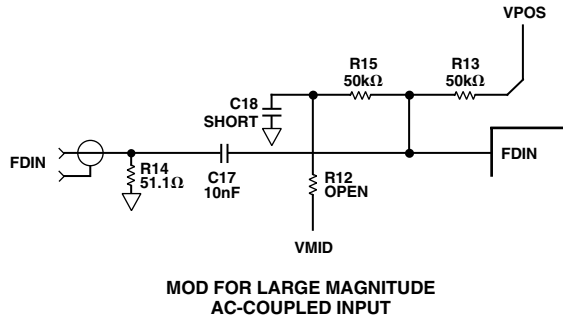 VPOS
R15
50kΩ
R13
50kΩ
C18
SHORT
FDIN
R14
51.1Ω
C17
10nF
R12
OPEN
FDIN
VMID
MOD FOR LARGE MAGNITUDE
AC-COUPLED INPUT